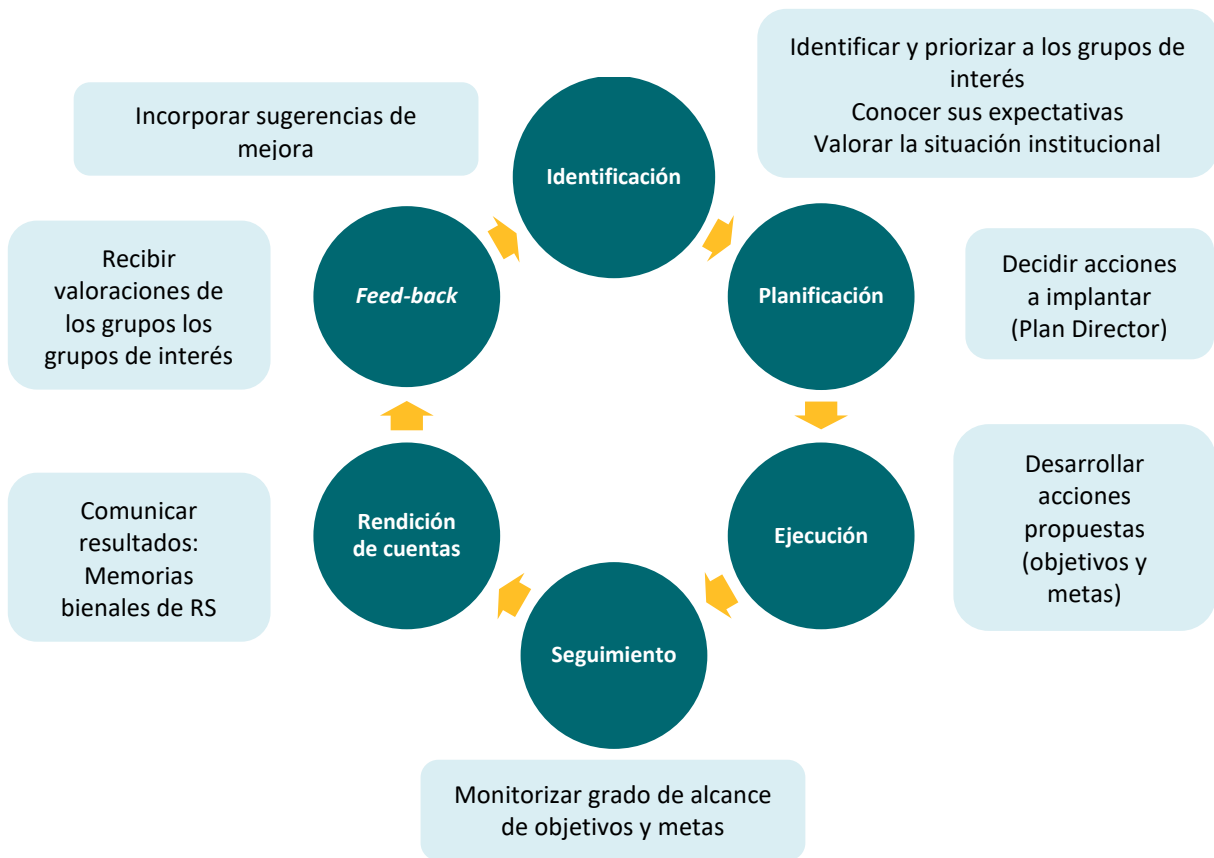 Identificar y priorizar a los grupos de
interés
Conocer sus expectativas
Valorar la situación institucional
Incorporar sugerencias de
mejora
Identificación
Recibir
valoraciones de
los grupos los
grupos de interés
Feed-back
Planificación
Decidir acciones
a implantar
(Plan Director)
Comunicar
resultados:
Memorias
bienales de RS
Rendición
de cuentas
Ejecución
Desarrollar
acciones
propuestas
(objetivos y
metas)
Seguimiento
Monitorizar grado de alcance
de objetivos y metas